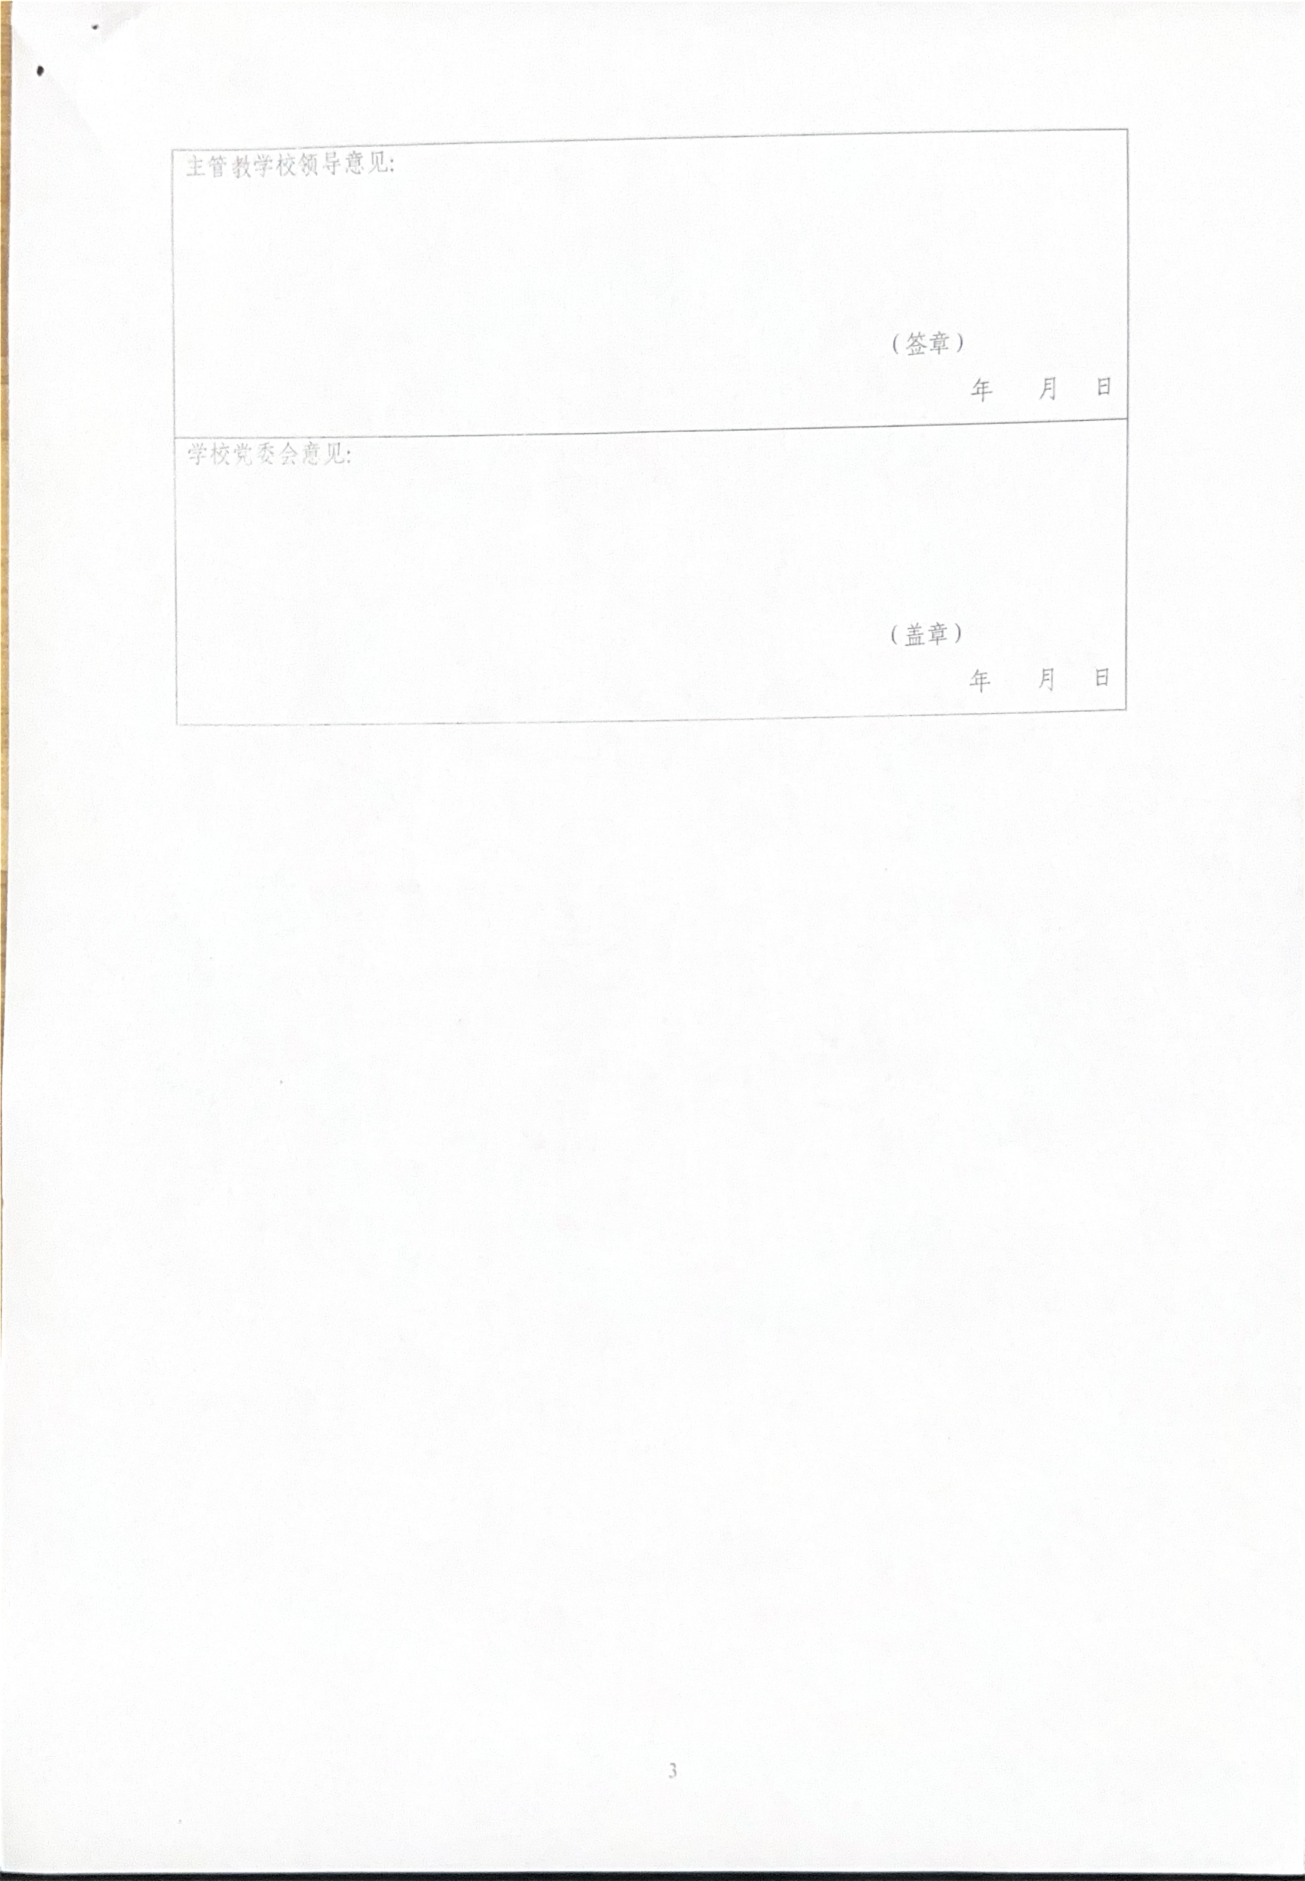 主管教学校领导意见:
(签章)
年 月 日
学校党委会意见:
(盖章)
年 月 日
3